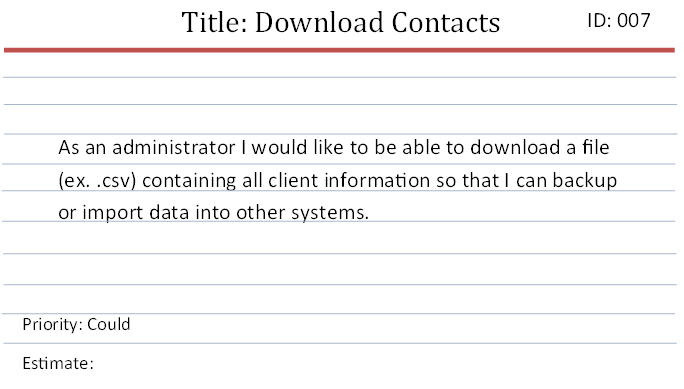 Title: Download Contacts ID: 007
As an administrator I would like to be able to download a file
(ex. .csv) containing all client information so that I can backup
or import data into other systems.
Priority: Could
Estimate: